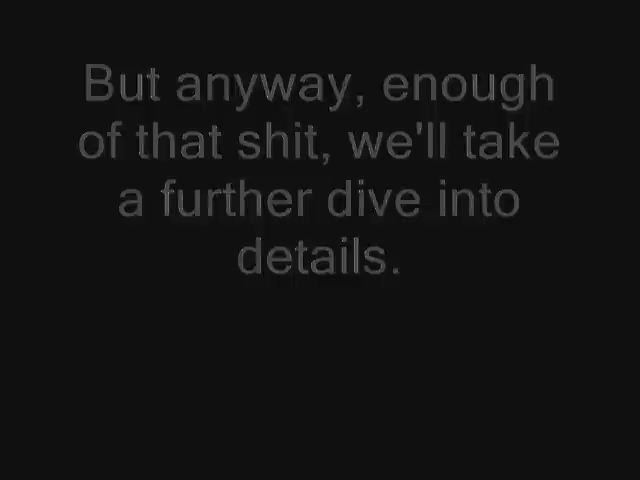 But anyway, enough
of that shit, we'll take
a further dive into
details.